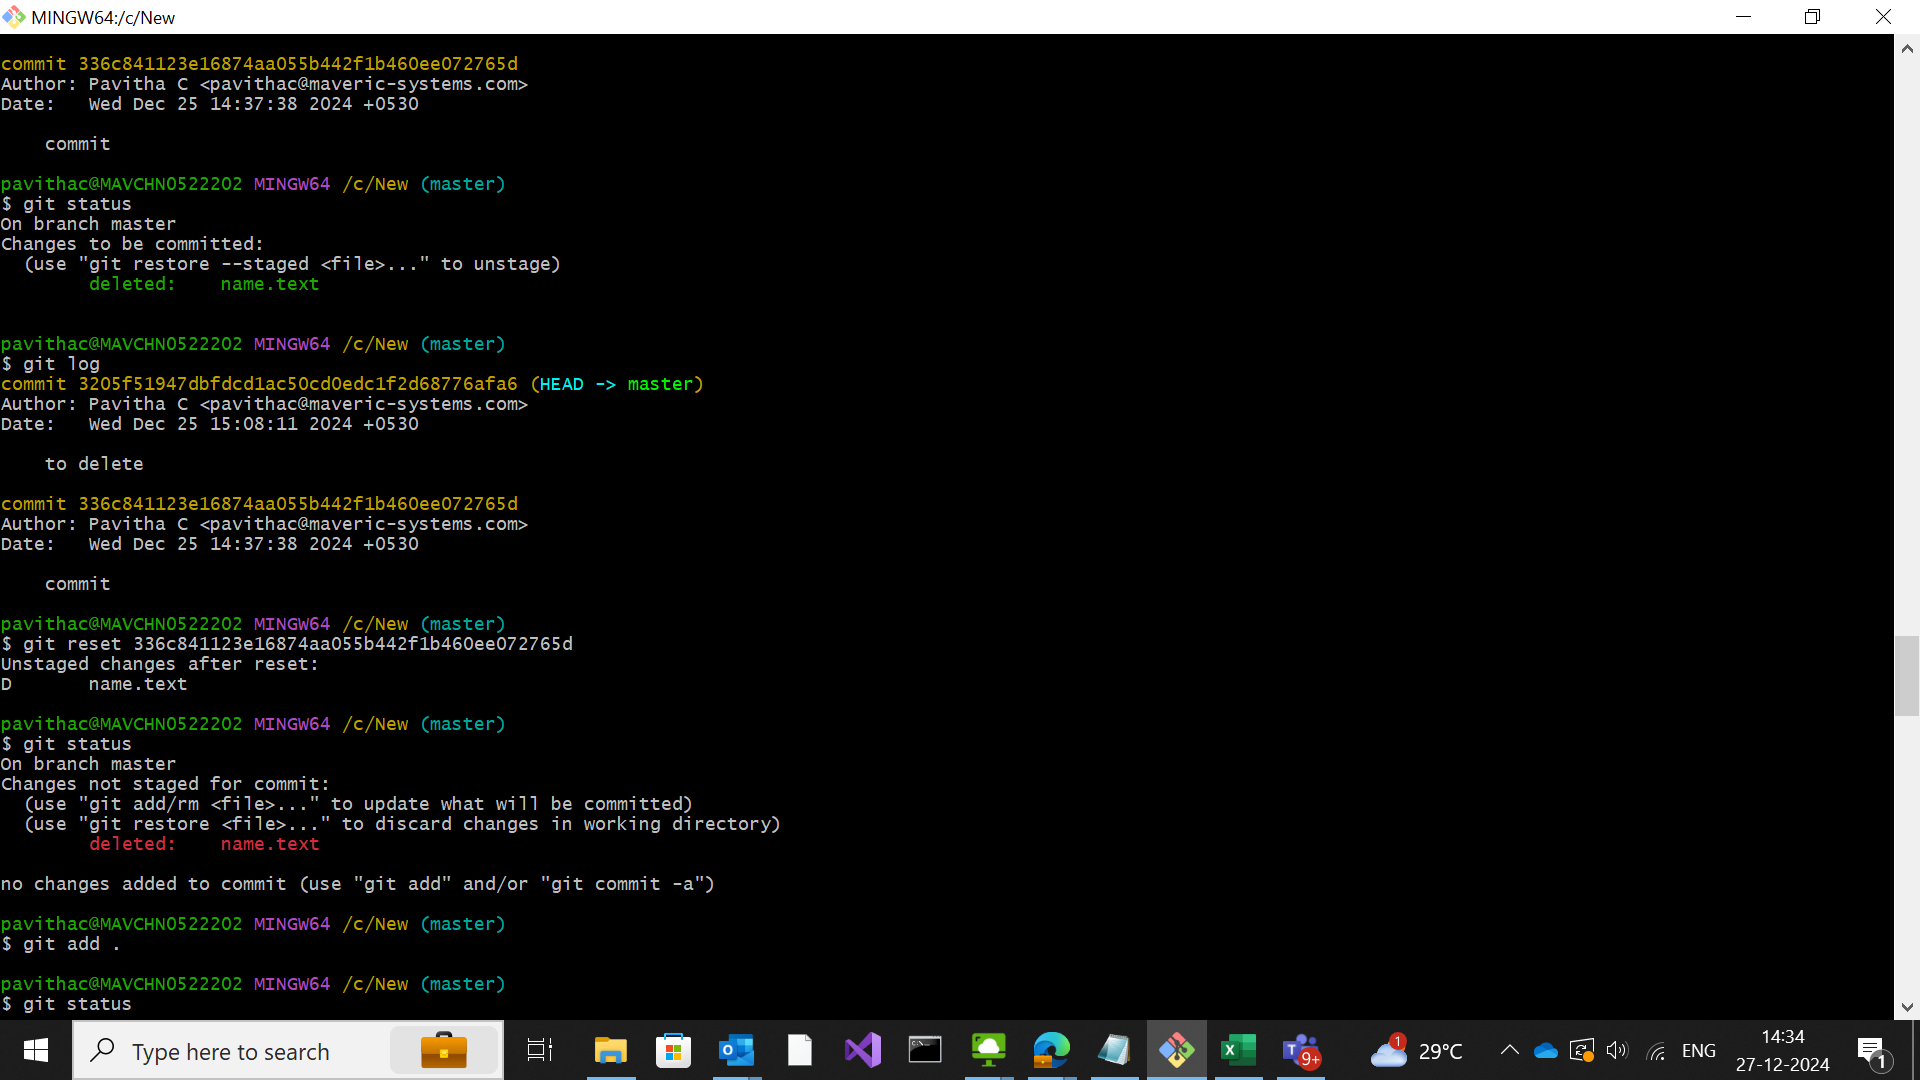 MINGW64:/c/New
commit 336c841123e16874aa055b442f1b460ee072765d
Author: Pavitha C <pavithac@maveric-systems.com>
Date:   Wed Dec 25 14:37:38 2024 +0530
    commit
pavithac@MAVCHN0522202 MINGW64 /c/New (master)
$ git status
On branch master
Changes to be committed:
  (use "git restore --staged <file>..." to unstage)
        deleted:    name.text
pavithac@MAVCHN0522202 MINGW64 /c/New (master)
$ git log
commit 3205f51947dbfdcd1ac50cd0edc1f2d68776afa6 (HEAD -> master)
Author: Pavitha C <pavithac@maveric-systems.com>
Date:   Wed Dec 25 15:08:11 2024 +0530
    to delete
commit 336c841123e16874aa055b442f1b460ee072765d
Author: Pavitha C <pavithac@maveric-systems.com>
Date:   Wed Dec 25 14:37:38 2024 +0530
    commit
pavithac@MAVCHN0522202 MINGW64 /c/New (master)
$ git reset 336c841123e16874aa055b442f1b460ee072765d
Unstaged changes after reset:
D       name.text
pavithac@MAVCHN0522202 MINGW64 /c/New (master)
$ git status
On branch master
Changes not staged for commit:
  (use "git add/rm <file>..." to update what will be committed)
  (use "git restore <file>..." to discard changes in working directory)
        deleted:    name.text
no changes added to commit (use "git add" and/or "git commit -a")
pavithac@MAVCHN0522202 MINGW64 /c/New (master)
$ git add .
pavithac@MAVCHN0522202 MINGW64 /c/New (master)
$ git status
Type here to search
9+
1
29°C
ENG
14:34
27-12-2024
1